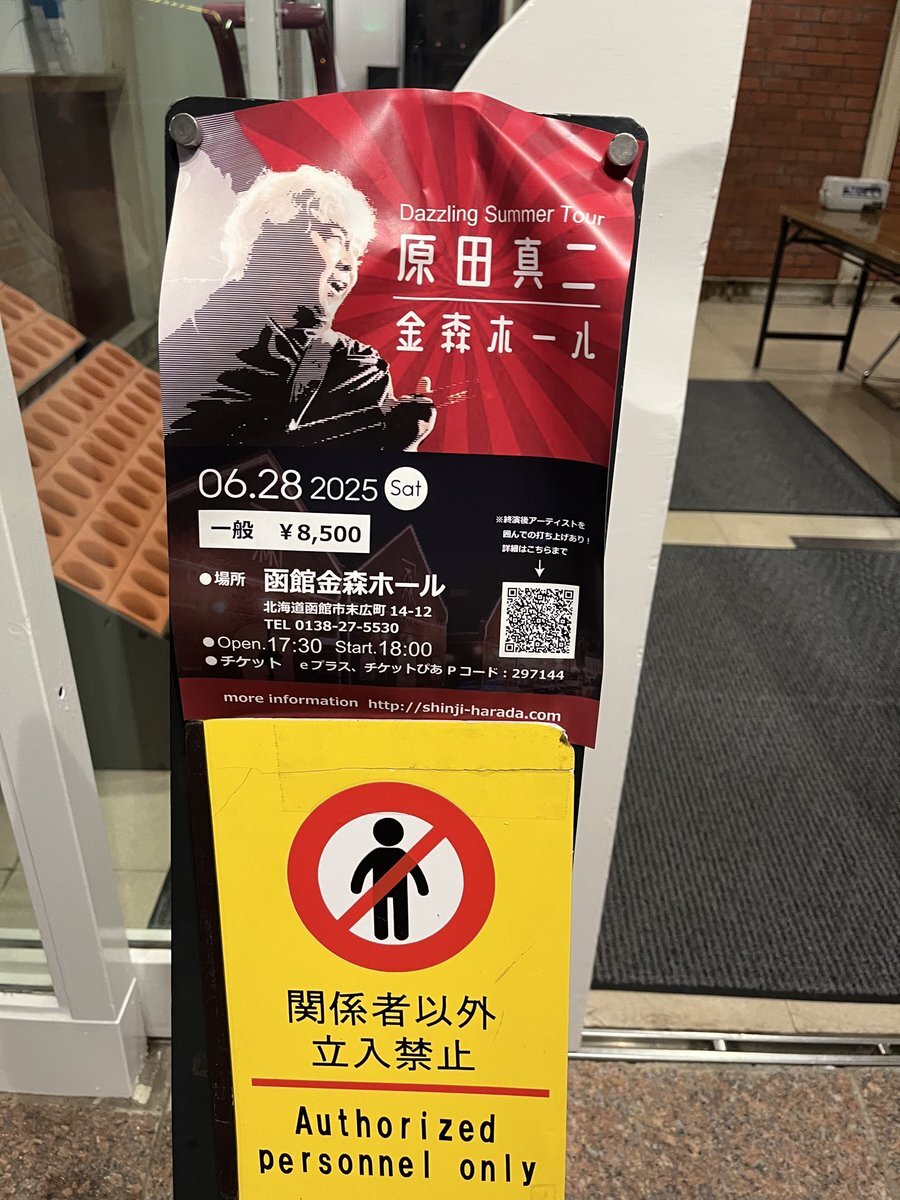 Dazzling Summer Tour
原田真二
金森ホール
06.28 2025 Sat
一般 ¥8,500
※終演後アーティストを
囲んでの打ち上げあり!
詳細はこちらまで
↓
●場所 函館金森ホール
北海道函館市末広町 14-12
TEL 0138-27-5530
●Open.17:30 Start.18:00
●チケット eプラス、チケットぴあ Pコード:297144
more information http://shinji-harada.com
関係者以外
立入禁止
Authorized
personnel only